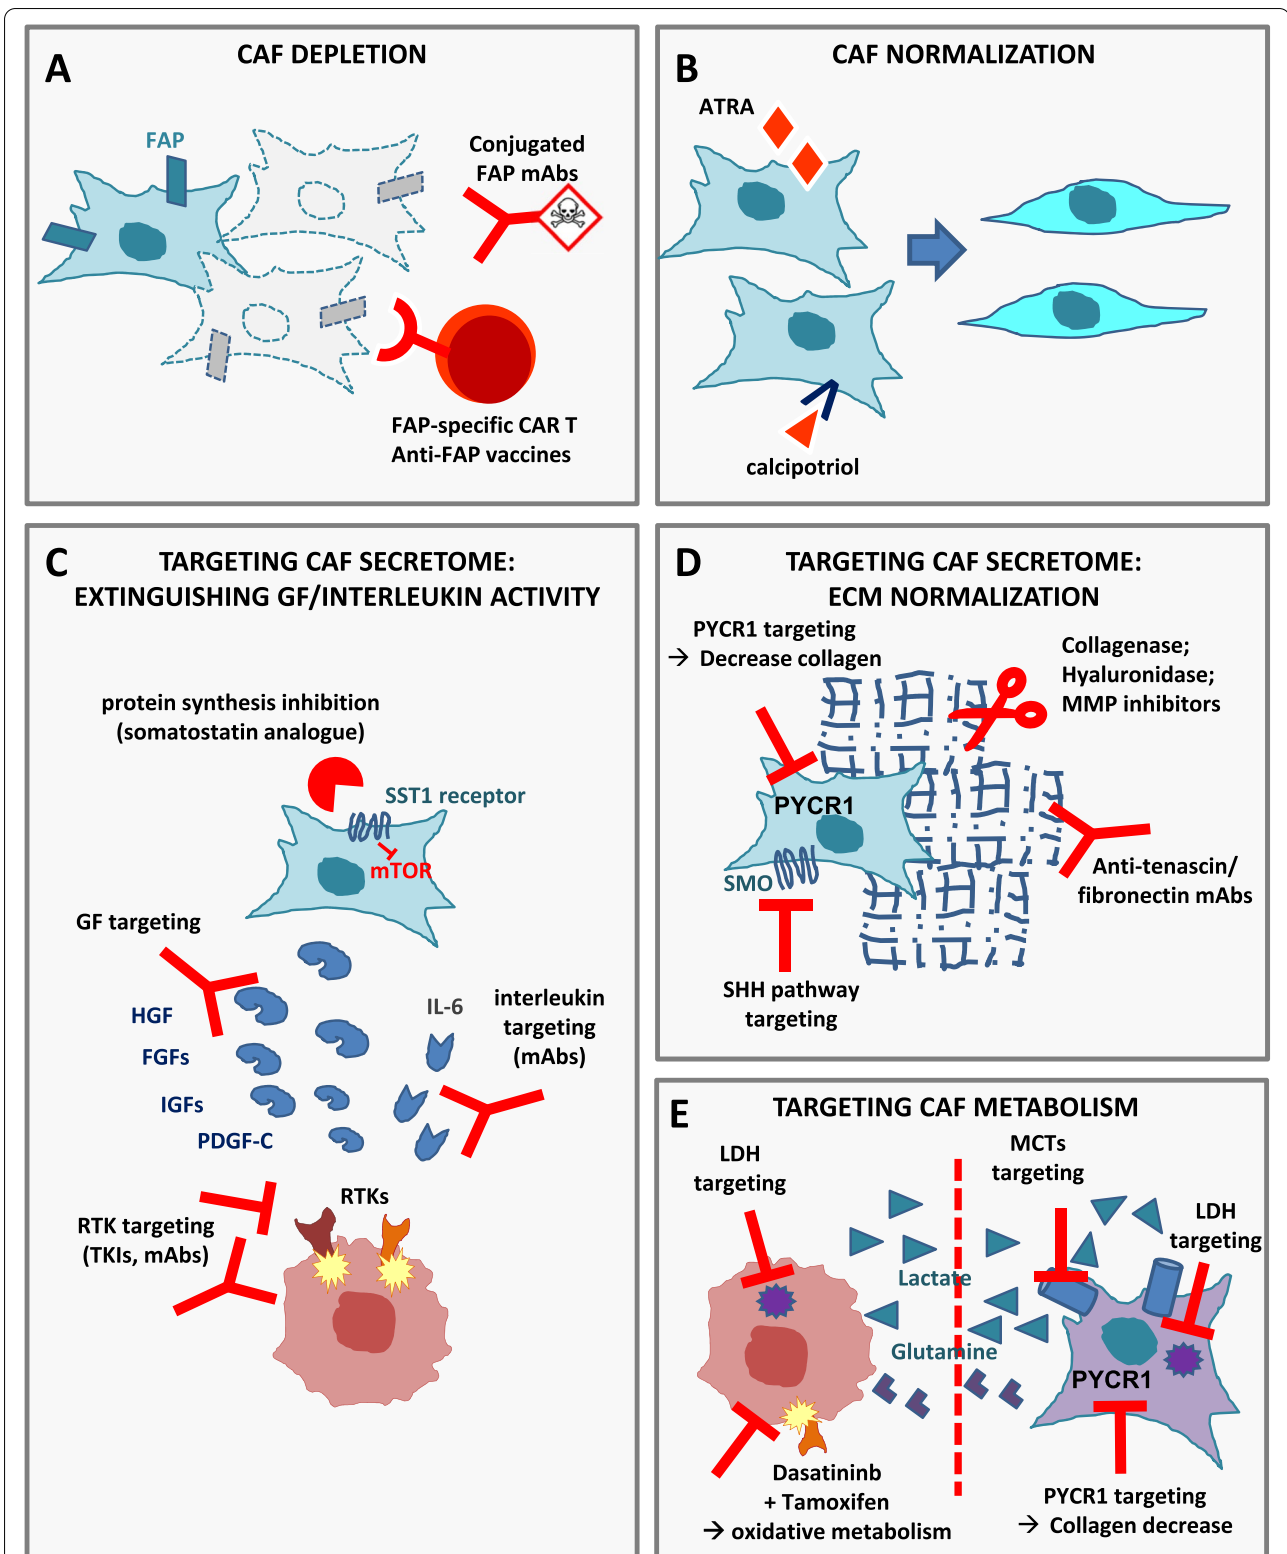 A
CAF DEPLETION
FAP
Conjugated
FAP mAbs
FAP-specific CAR T
Anti-FAP vaccines
B
CAF NORMALIZATION
ATRA
calcipotriol
C
TARGETING CAF SECRETOME:
EXTINGUISHING GF/INTERLEUKIN ACTIVITY
protein synthesis inhibition
(somatostatin analogue)
SST1 receptor
mTOR
GF targeting
HGF
FGFs
IGFs
PDGF-C
IL-6
interleukin
targeting
(mAbs)
RTKs
RTK targeting
(TKIs, mAbs)
D
TARGETING CAF SECRETOME:
ECM NORMALIZATION
PYCR1 targeting
→ Decrease collagen
Collagenase;
Hyaluronidase;
MMP inhibitors
PYCR1
SMO
Anti-tenascin/
fibronectin mAbs
SHH pathway
targeting
E
TARGETING CAF METABOLISM
LDH
targeting
MCTs
targeting
LDH
targeting
Lactate
Glutamine
PYCR1
Dasatininb
+ Tamoxifen
→ oxidative metabolism
PYCR1 targeting
→ Collagen decrease